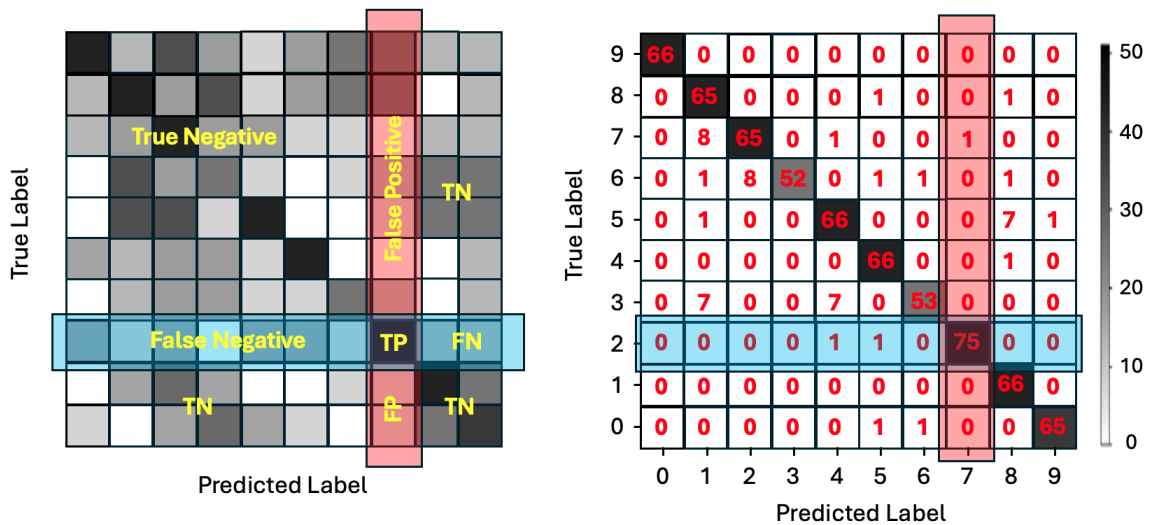 True Label
True Negative
False Positive
TN
False Negative
TP
FN
TN
FP
TN
Predicted Label
True Label
9 66 0 0 0 0 0 0 0 0 0
8 0 65 0 0 0 1 0 0 1 0
7 0 8 65 0 1 0 0 1 0 0
6 0 1 8 52 0 1 1 0 1 0
5 0 1 0 0 66 0 0 0 7 1
4 0 0 0 0 0 66 0 0 1 0
3 0 7 0 0 7 0 53 0 0 0
2 0 0 0 0 1 1 0 75 0 0
1 0 0 0 0 0 0 0 0 66 0
0 0 0 0 0 0 1 1 0 0 65
0 1 2 3 4 5 6 7 8 9
Predicted Label
50
40
30
20
10
0